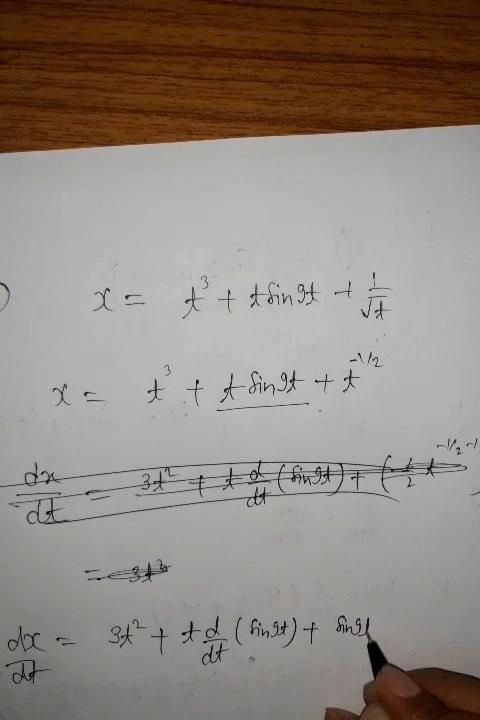 x = t³ + t sin 9t + 1/√t
x = t³ + t sin 9t + t^(-1/2)
dx/dt = 3t² + t d/dt (sin 9t) + (-1/2 t^(-1/2 -1)
= 3t²
dx/dt = 3t² + t d/dt (sin 9t) + sin 9t